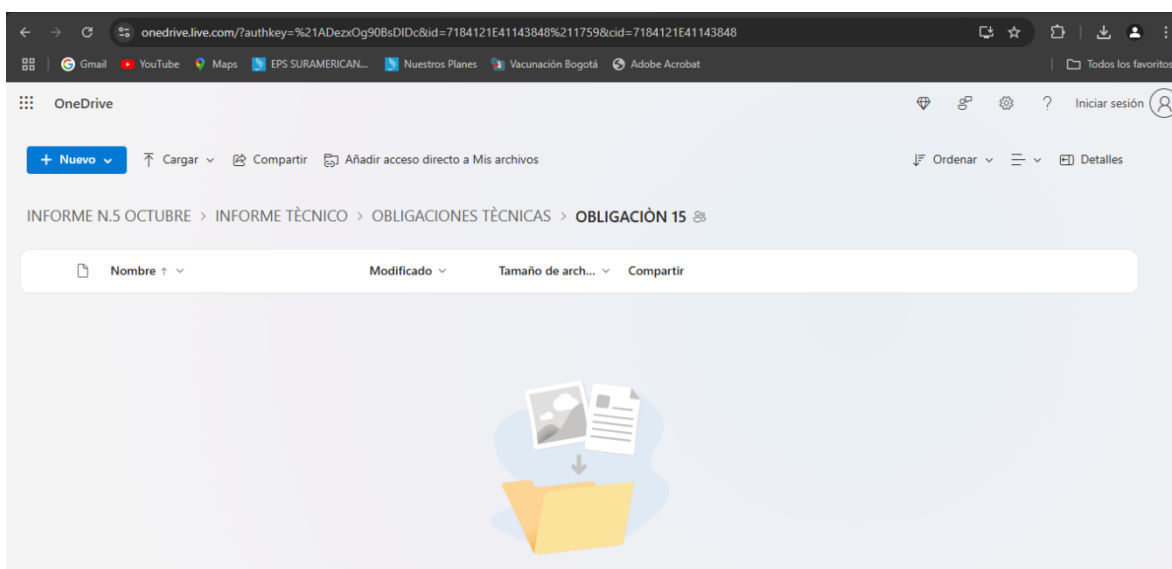 onedrive.live.com/?authkey=%21ADezxOg90BsDIDc&id=7184121E41143848%211759&cid=7184121E41143848
Gmail YouTube Maps EPS SURAMERICAN... Nuestros Planes Vacunación Bogotá Adobe Acrobat Todos los favoritos
OneDrive Iniciar sesión
+ Nuevo Cargar Compartir Añadir acceso directo a Mis archivos Ordenar Detalles
INFORME N.5 OCTUBRE > INFORME TÈCNICO > OBLIGACIONES TÈCNICAS > OBLIGACIÒN 15
Nombre ↑ Modificado Tamaño de arch... Compartir